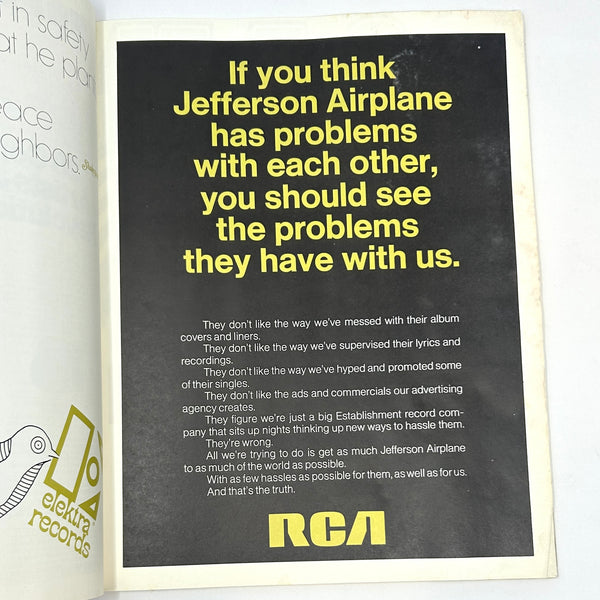 in safety
at he plan
eace
ghbors.
elektra
records
If you think
Jefferson Airplane
has problems
with each other,
you should see
the problems
they have with us.
They don't like the way we've messed with their album
covers and liners.
They don't like the way we've supervised their lyrics and
recordings.
They don't like the way we've hyped and promoted some
of their singles.
They don't like the ads and commercials our advertising
agency creates.
They figure we're just a big Establishment record com-
pany that sits up nights thinking up new ways to hassle them.
They're wrong.
All we're trying to do is get as much Jefferson Airplane
to as much of the world as possible.
With as few hassles as possible for them, as well as for us.
And that's the truth.
RCA